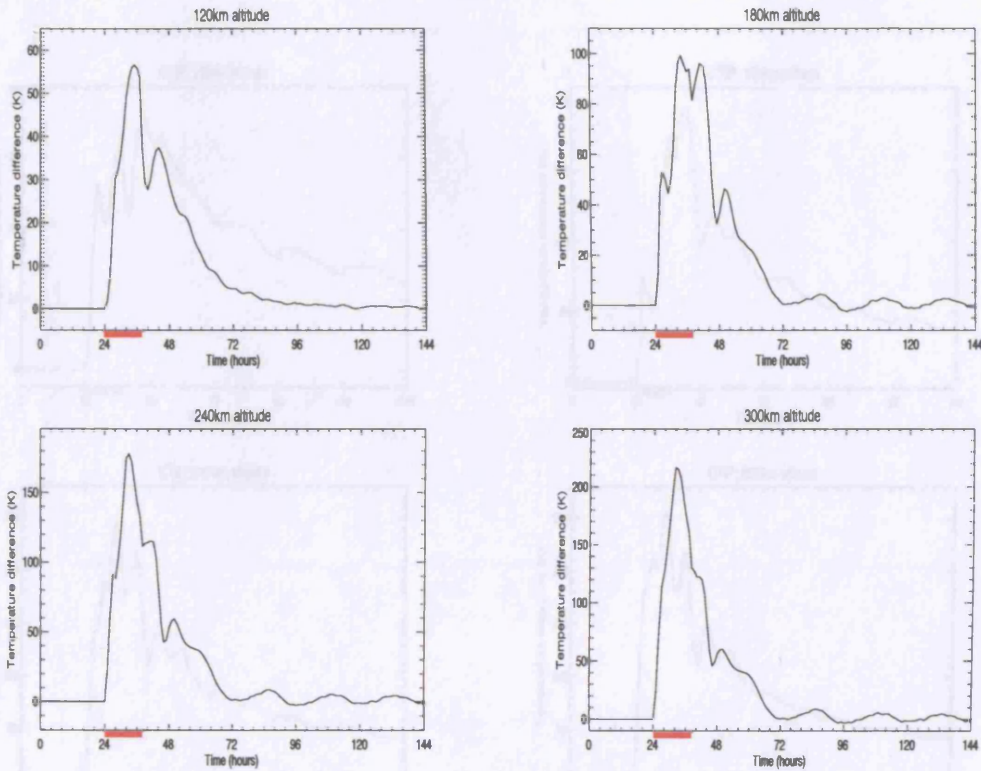 120km altitude
Temperature difference (K)
60
50
40
30
20
10
0
0 24 48 72 96 120 144
Time (hours)
180km altitude
Temperature difference (K)
100
80
60
40
20
0
0 24 48 72 96 120 144
Time (hours)
240km altitude
Temperature difference (K)
150
100
50
0
0 24 48 72 96 120 144
Time (hours)
300km altitude
Temperature difference (K)
250
200
150
100
50
0
0 24 48 72 96 120 144
Time (hours)